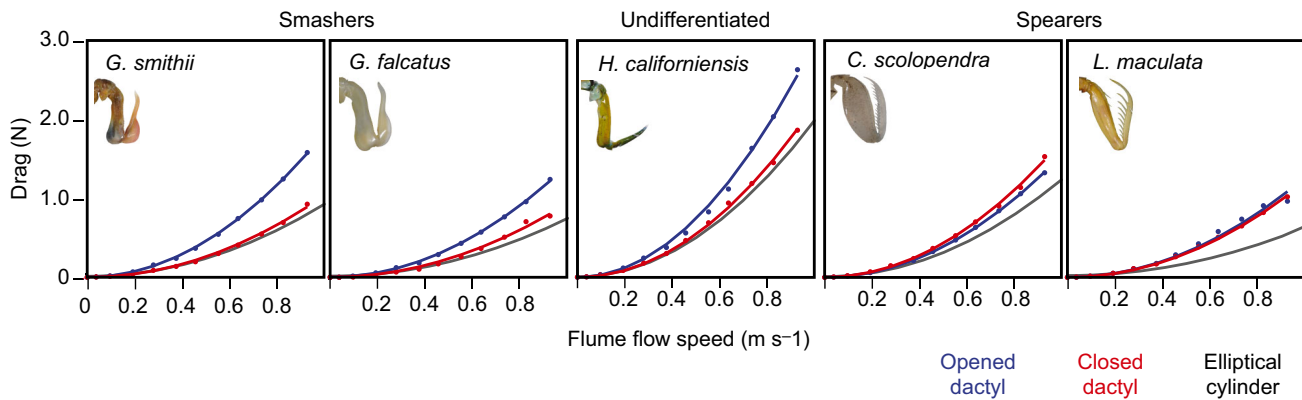 Smashers Undifferentiated Spearers
3.0
G. smithii G. falcatus H. californiensis C. scolopendra L. maculata
2.0
Drag (N)
1.0
0
0 0.2 0.4 0.6 0.8 0.2 0.4 0.6 0.8 0.2 0.4 0.6 0.8 0.2 0.4 0.6 0.8 0.2 0.4 0.6 0.8
Flume flow speed (m s–1)
Opened Closed Elliptical
dactyl dactyl cylinder